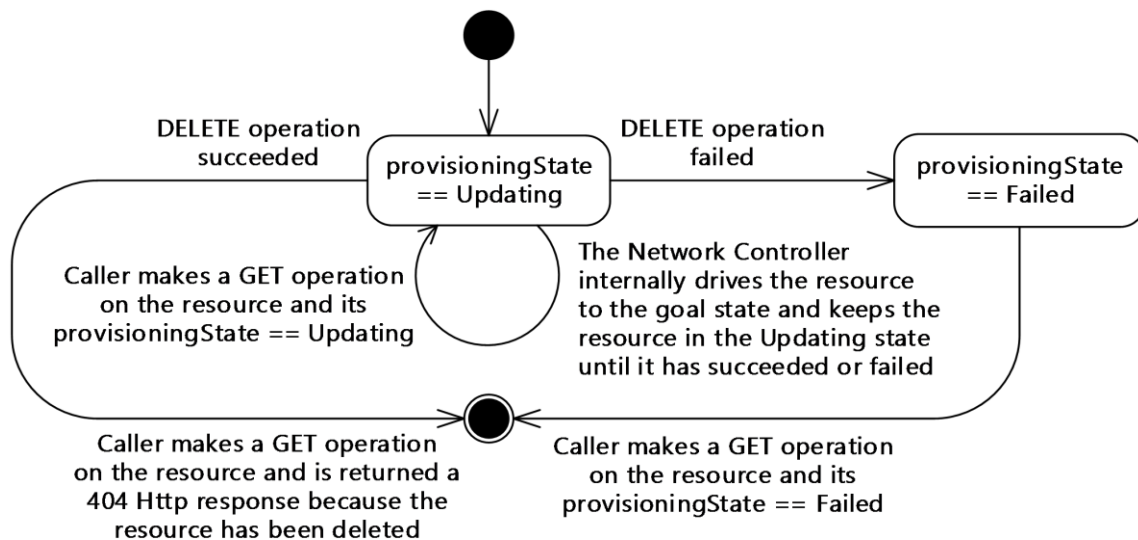 DELETE operation
succeeded
provisioningState
== Updating
DELETE operation
failed
provisioningState
== Failed
Caller makes a GET operation
on the resource and its
provisioningState == Updating
The Network Controller
internally drives the resource
to the goal state and keeps the
resource in the Updating state
until it has succeeded or failed
Caller makes a GET operation
on the resource and is returned a
404 Http response because the
resource has been deleted
Caller makes a GET operation
on the resource and its
provisioningState == Failed